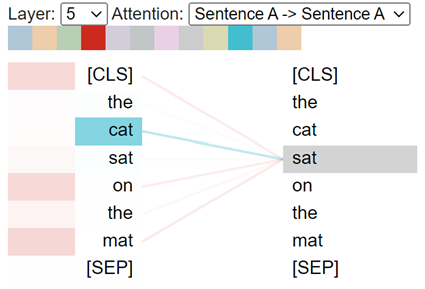 Layer: 5 Attention: Sentence A -> Sentence A
[CLS] [CLS]
the the
cat cat
sat sat
on on
the the
mat mat
[SEP] [SEP]